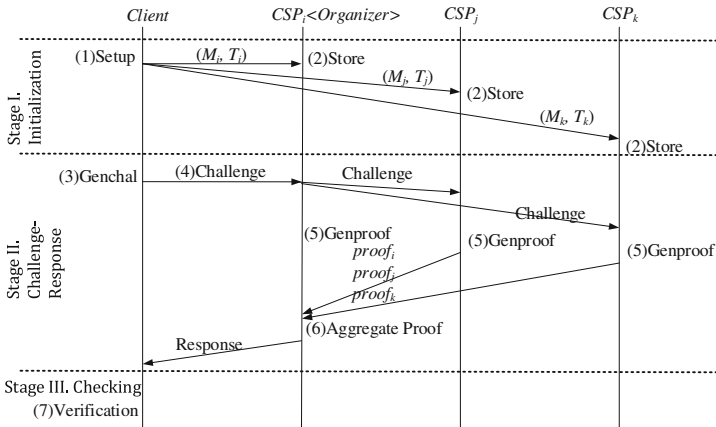 Client CSPi<Organizer> CSPj CSPk
Stage I. Initialization
(1)Setup (Mi, Ti) (2)Store
(Mj, Tj) (2)Store
(Mk, Tk)
(2)Store
Stage II. Challenge-Response
(3)Genchal (4)Challenge Challenge
Challenge
(5)Genproof (5)Genproof (5)Genproof
proofi
proofj
proofk
(6)Aggregate Proof
Response
Stage III. Checking
(7)Verification